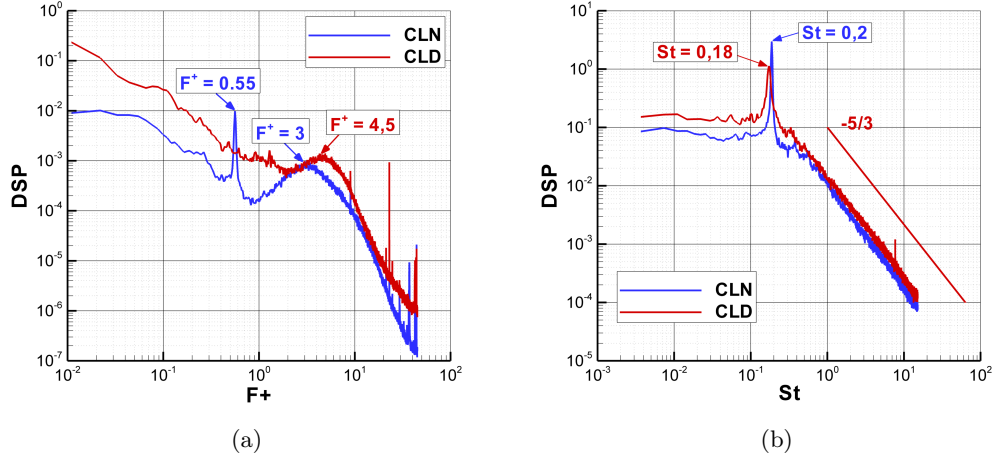 DSP
10^0
10^-1
10^-2
10^-3
10^-4
10^-5
10^-6
10^-7
CLN
CLD
F^+ = 0.55
F^+ = 3
F^+ = 4,5
10^-2 10^-1 10^0 10^1 10^2
F+
(a)
DSP
10^1
10^0
10^-1
10^-2
10^-3
10^-4
10^-5
St = 0,18
St = 0,2
-5/3
CLN
CLD
10^-3 10^-2 10^-1 10^0 10^1 10^2
St
(b)